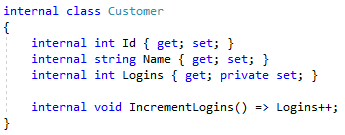 internal class Customer
{
    internal int Id { get; set; }
    internal string Name { get; set; }
    internal int Logins { get; private set; }

    internal void IncrementLogins() => Logins++;
}